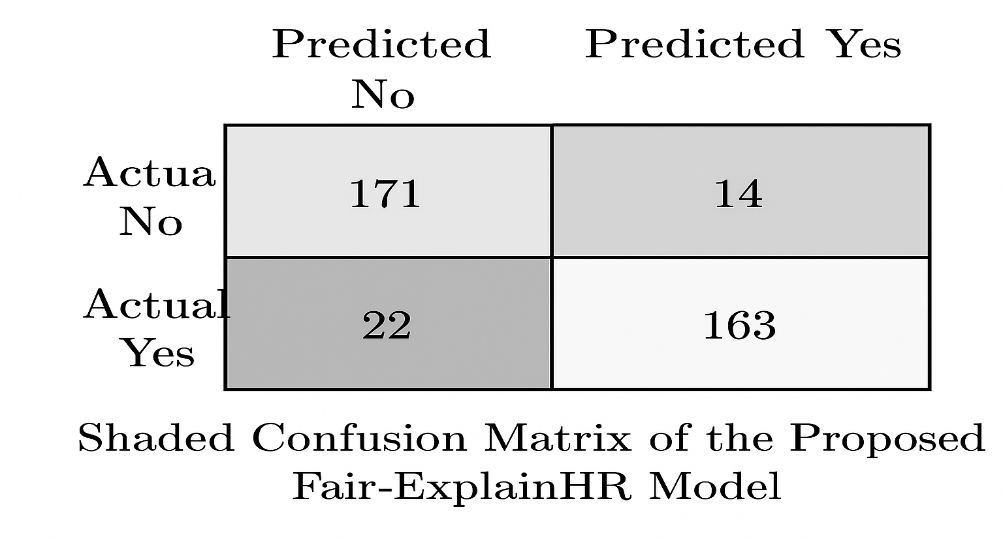 Predicted
No
Predicted Yes
Actua
No
171
14
Actual
Yes
22
163
Shaded Confusion Matrix of the Proposed
Fair-ExplainHR Model